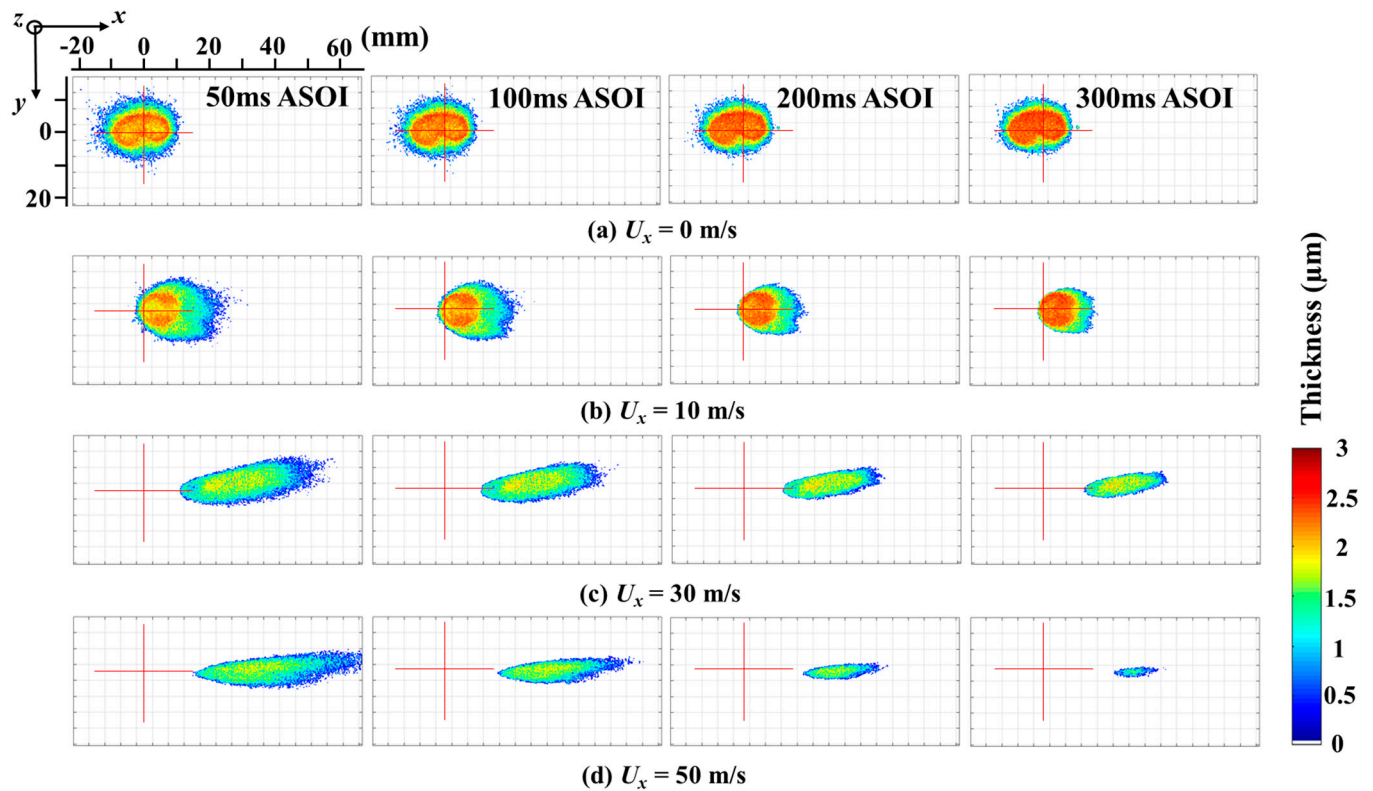 z x
-20 0 20 40 60 (mm)
y
0
20
50ms ASOI 100ms ASOI 200ms ASOI 300ms ASOI
(a) Uₓ = 0 m/s
(b) Uₓ = 10 m/s
(c) Uₓ = 30 m/s
(d) Uₓ = 50 m/s
Thickness (μm)
3
2.5
2
1.5
1
0.5
0